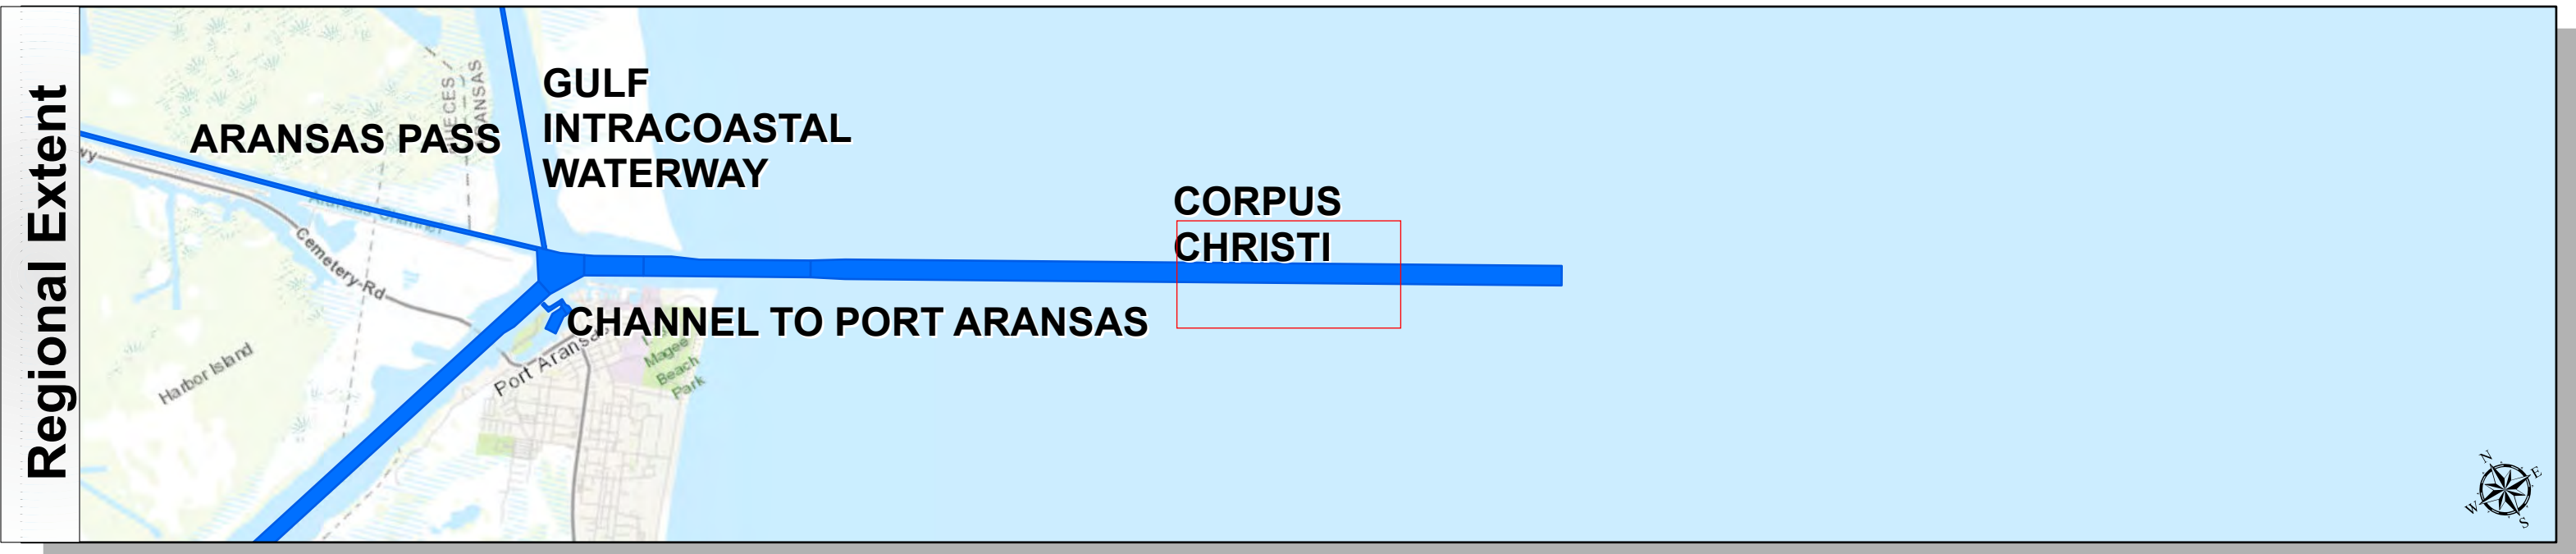 Regional Extent
GULF
INTRACOASTAL
WATERWAY
ARANSAS PASS
ARANSAS
CORPUS
CHRISTI
Cemetery-Rd
CHANNEL TO PORT ARANSAS
Port Aransas
Magee
Beach
Park
Harbor Island
N
E
W
S